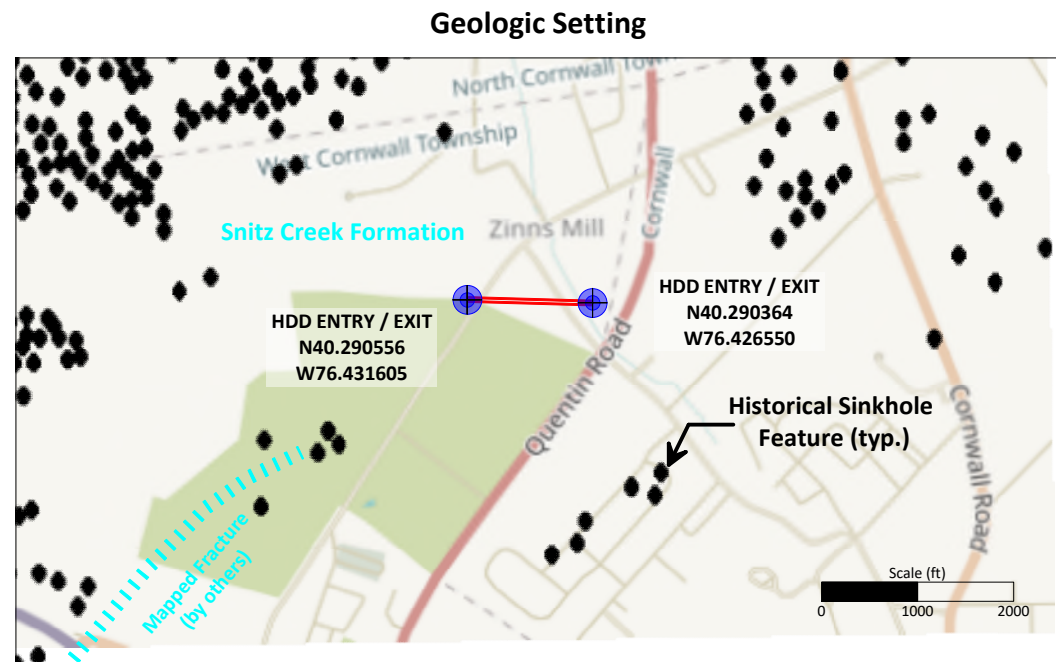 Geologic Setting
North Cornwall Tow
West Cornwall Township
Cornwall
Snitz Creek Formation
Zinns Mill
HDD ENTRY / EXIT
N40.290364
W76.426550
HDD ENTRY / EXIT
N40.290556
W76.431605
Quentin Road
Historical Sinkhole
Feature (typ.)
Cornwall Road
Mapped Fracture
(by others)
Scale (ft)
0 1000 2000